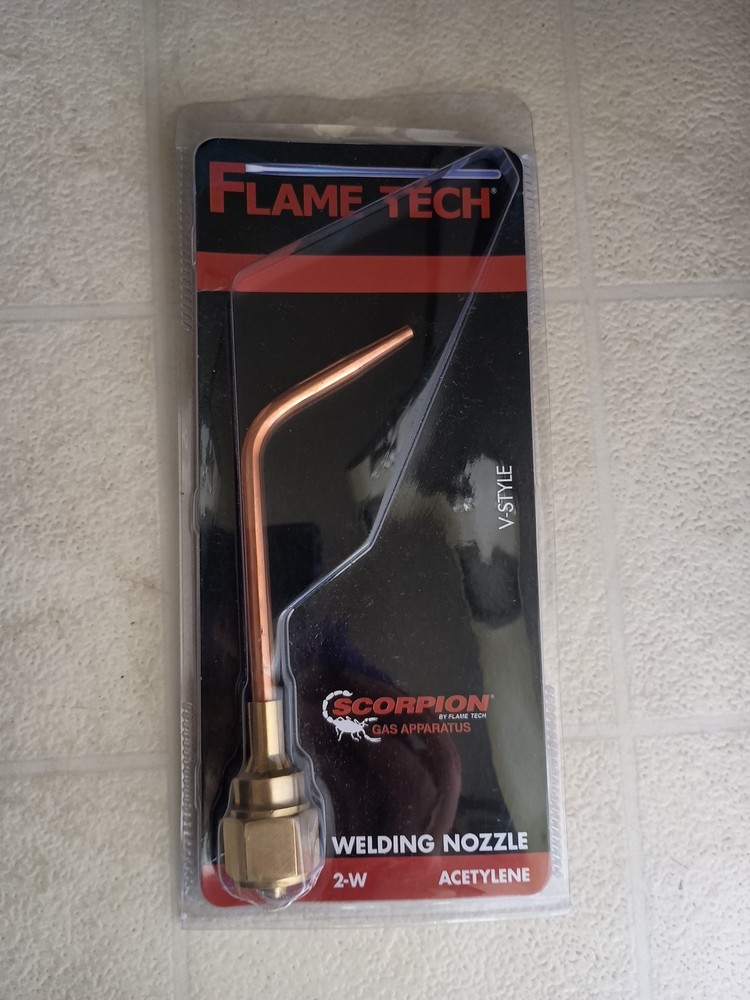 FLAME TECH®
V-STYLE
SCORPION®
BY FLAME TECH
GAS APPARATUS
WELDING NOZZLE
2-W ACETYLENE